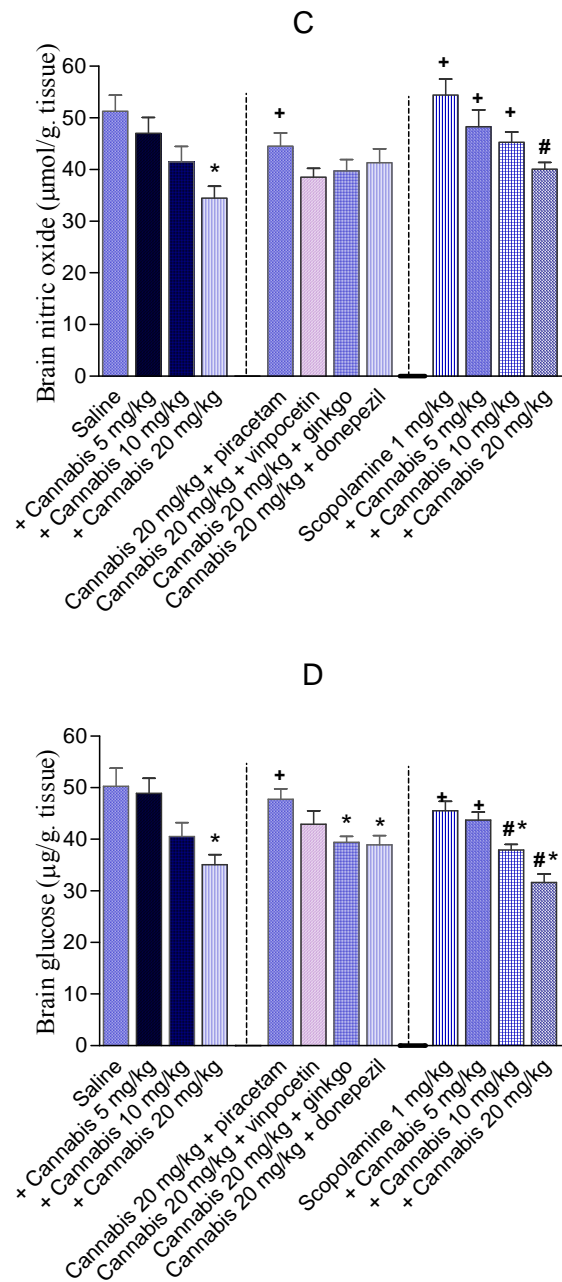 C
Brain nitric oxide (μmol/g. tissue)
60
50
40
30
20
10
0
*
+
+
+
+
#
Saline
+ Cannabis 5 mg/kg
+ Cannabis 10 mg/kg
+ Cannabis 20 mg/kg
Cannabis 20 mg/kg + piracetam
Cannabis 20 mg/kg + vinpocetin
Cannabis 20 mg/kg + ginkgo
Cannabis 20 mg/kg + donepezil
Scopolamine 1 mg/kg
+ Cannabis 5 mg/kg
+ Cannabis 10 mg/kg
+ Cannabis 20 mg/kg
D
Brain glucose (μg/g. tissue)
60
50
40
30
20
10
0
*
+
*
*
+
+
#*
#*
Saline
+ Cannabis 5 mg/kg
+ Cannabis 10 mg/kg
+ Cannabis 20 mg/kg
Cannabis 20 mg/kg + piracetam
Cannabis 20 mg/kg + vinpocetin
Cannabis 20 mg/kg + ginkgo
Cannabis 20 mg/kg + donepezil
Scopolamine 1 mg/kg
+ Cannabis 5 mg/kg
+ Cannabis 10 mg/kg
+ Cannabis 20 mg/kg